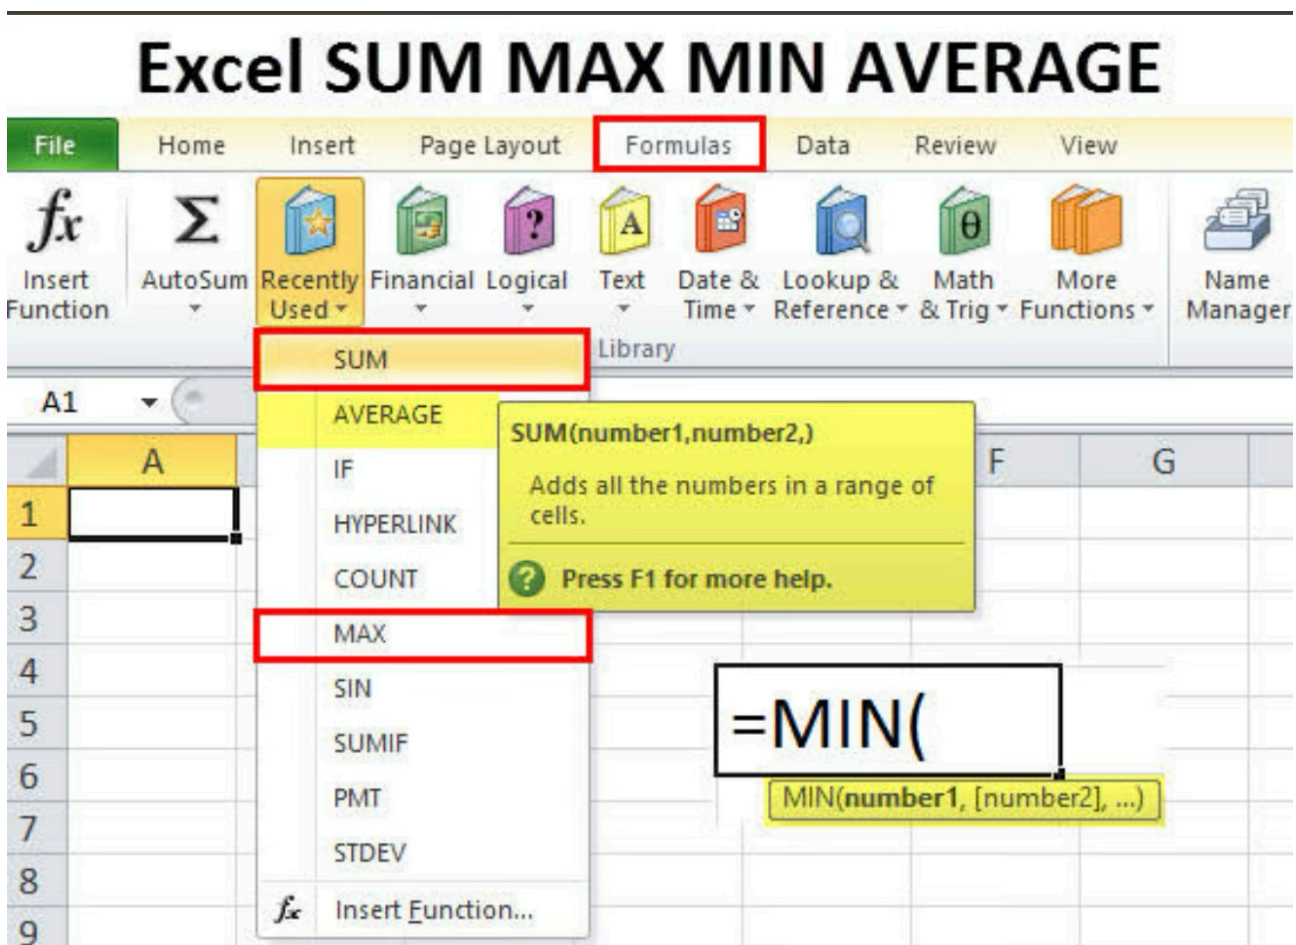 Excel SUM MAX MIN AVERAGE
File Home Insert Page Layout Formulas Data Review View
fx Σ ? A θ
Insert Function
AutoSum
Recently Used
Financial
Logical
Text
Date & Time
Lookup & Reference
Math & Trig
More Functions
Name Manager
Library
A1
SUM
AVERAGE
IF
HYPERLINK
COUNT
MAX
SIN
SUMIF
PMT
STDEV
fx Insert Function...
SUM(number1,number2,)
Adds all the numbers in a range of
cells.
? Press F1 for more help.
A F G
1
2
3
4
5
6
7
8
9
=MIN(
MIN(number1, [number2], ...)